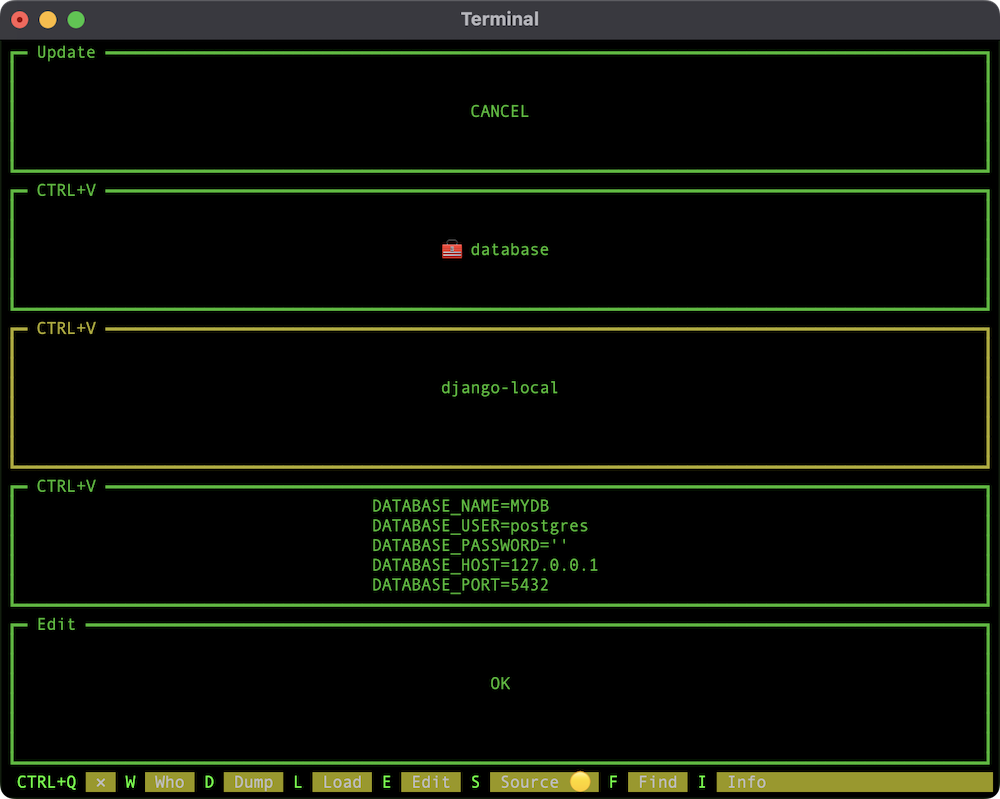 Terminal
Update
CANCEL
CTRL+V
database
CTRL+V
django-local
CTRL+V
DATABASE_NAME=MYDB
DATABASE_USER=postgres
DATABASE_PASSWORD=''
DATABASE_HOST=127.0.0.1
DATABASE_PORT=5432
Edit
OK
CTRL+Q × W Who D Dump L Load E Edit S Source F Find I Info